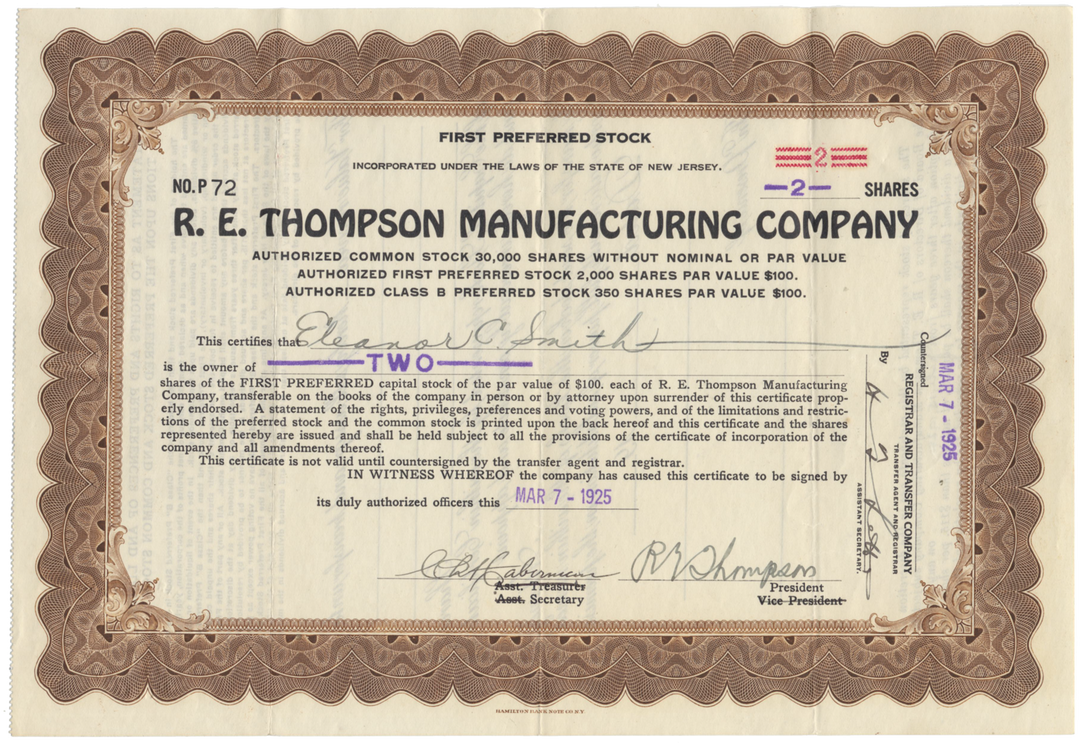 FIRST PREFERRED STOCK
INCORPORATED UNDER THE LAWS OF THE STATE OF NEW JERSEY.
2
NO. P 72
-2- SHARES
R. E. THOMPSON MANUFACTURING COMPANY
AUTHORIZED COMMON STOCK 30,000 SHARES WITHOUT NOMINAL OR PAR VALUE
AUTHORIZED FIRST PREFERRED STOCK 2,000 SHARES PAR VALUE $100.
AUTHORIZED CLASS B PREFERRED STOCK 350 SHARES PAR VALUE $100.
This certifies that Eleanor C. Smith
is the owner of TWO
shares of the FIRST PREFERRED capital stock of the par value of $100. each of R. E. Thompson Manufacturing
Company, transferable on the books of the company in person or by attorney upon surrender of this certificate prop-
erly endorsed. A statement of the rights, privileges, preferences and voting powers, and of the limitations and restric-
tions of the preferred stock and the common stock is printed upon the back hereof and this certificate and the shares
represented hereby are issued and shall be held subject to all the provisions of the certificate of incorporation of the
company and all amendments thereof.
This certificate is not valid until countersigned by the transfer agent and registrar.
IN WITNESS WHEREOF the company has caused this certificate to be signed by
its duly authorized officers this MAR 7 - 1925
Asst. Treasurer
Asst. Secretary
Thompson
President
Vice President
Countersigned MAR 7 - 1925
REGISTRAR AND TRANSFER COMPANY
TRANSFER AGENT AND REGISTRAR
By
ASSISTANT SECRETARY.
HAMILTON BANK NOTE CO. N.Y.